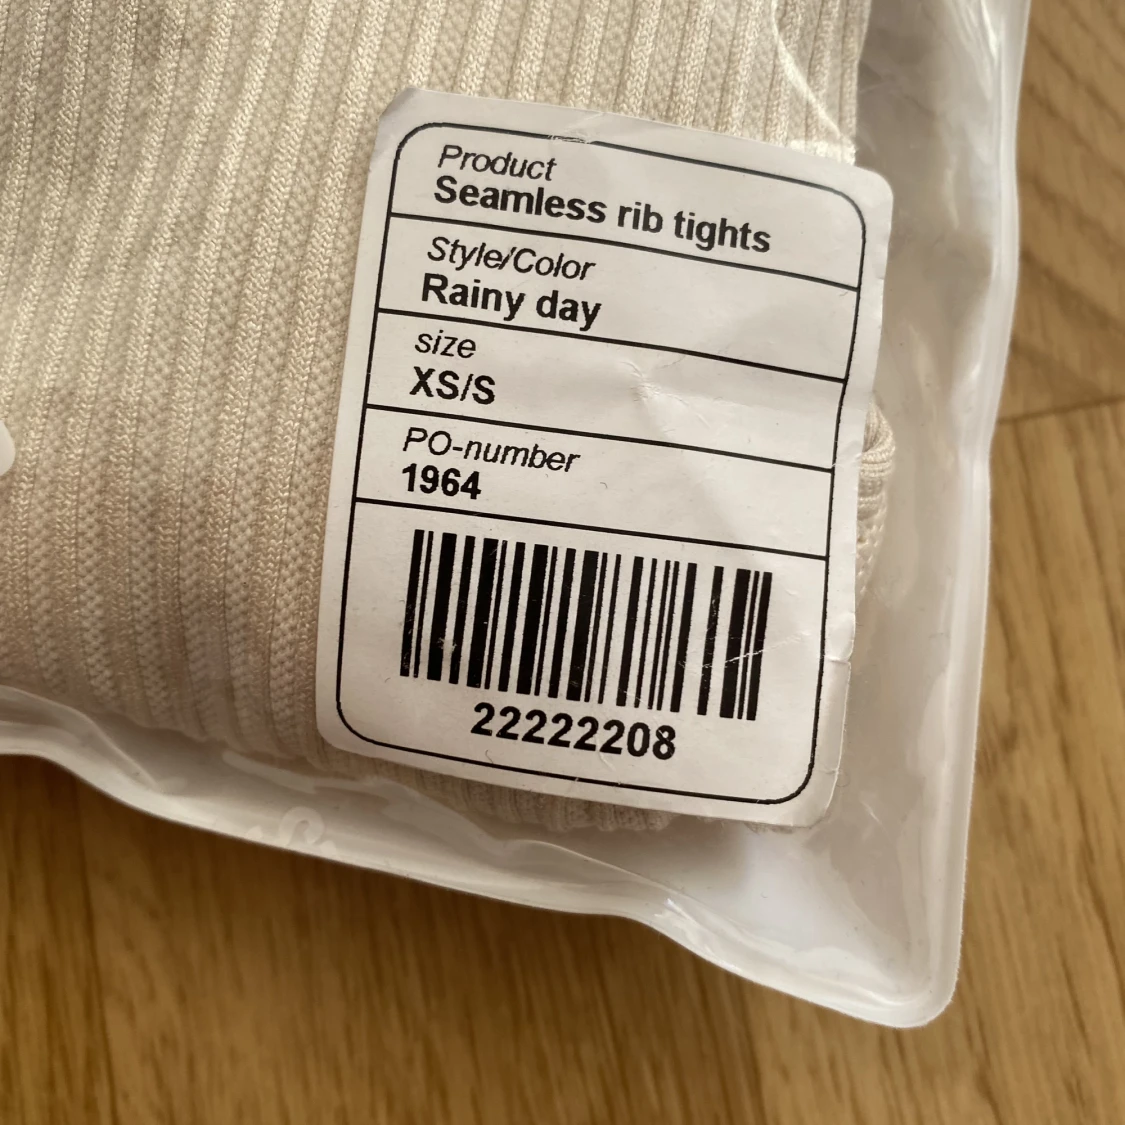 Product
Seamless rib tights
Style/Color
Rainy day
size
XS/S
PO-number
1964
22222208